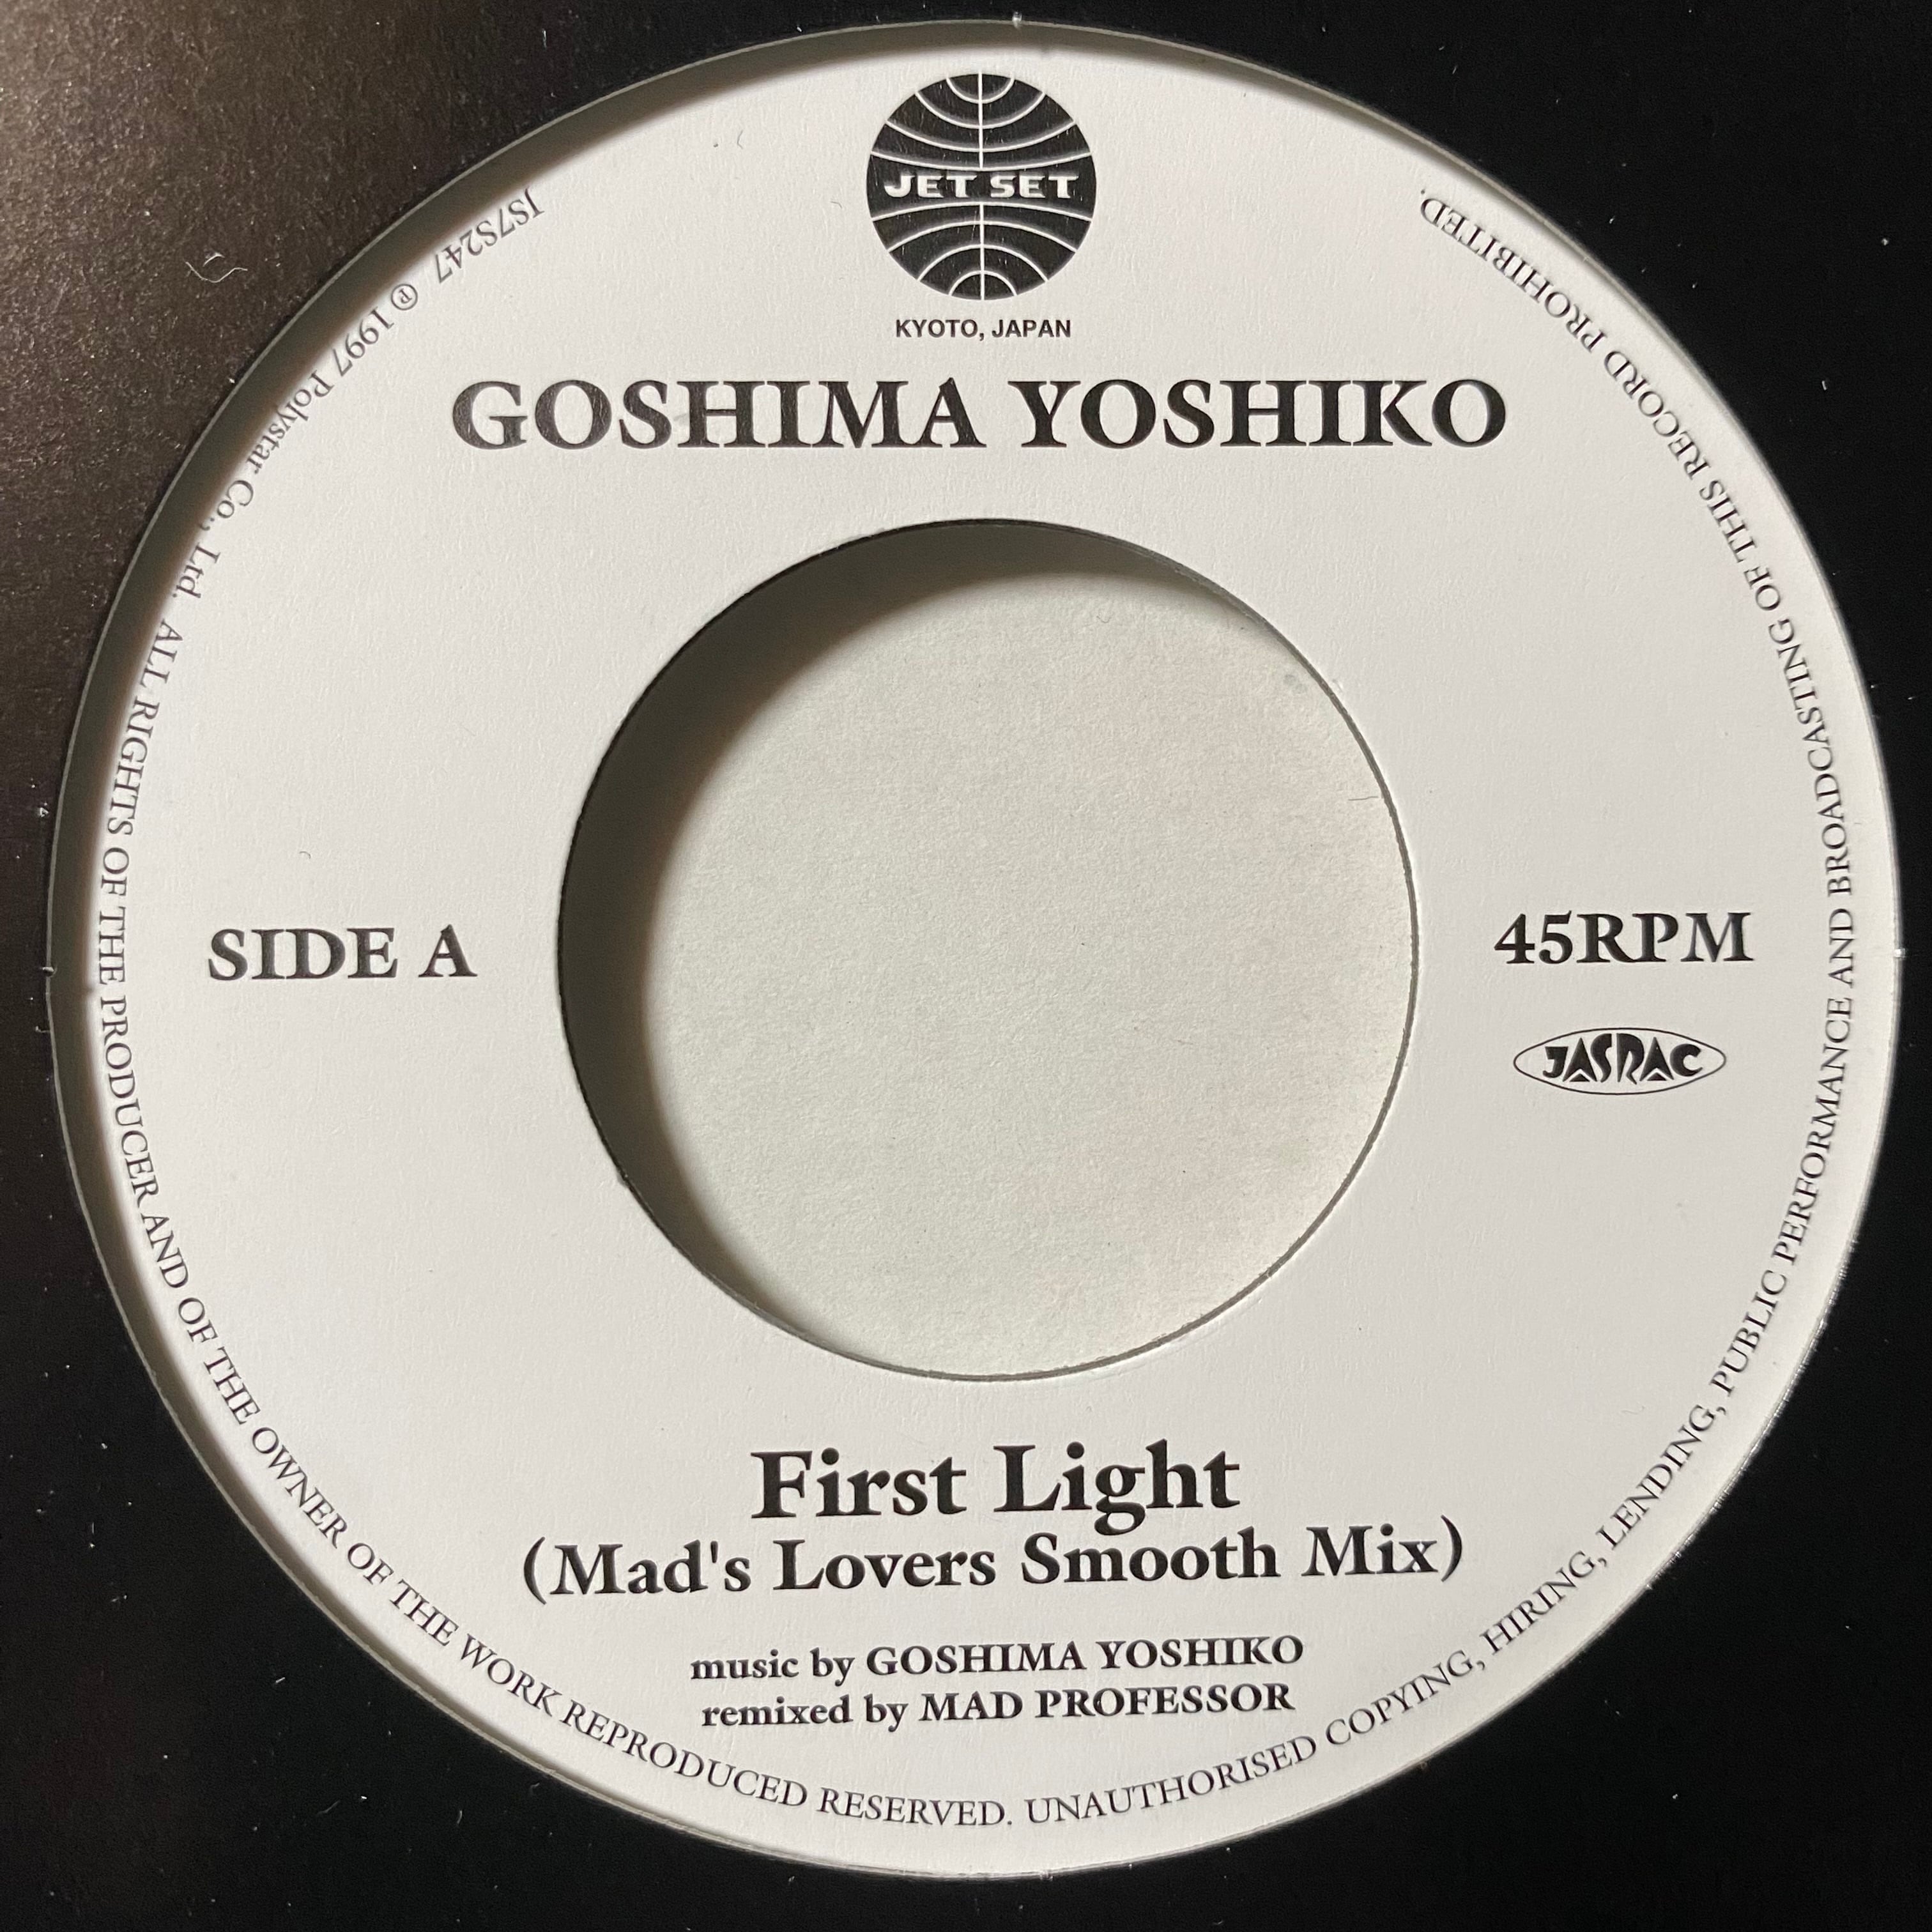 JET SET
KYOTO, JAPAN
GOSHIMA YOSHIKO
SIDE A
45RPM
JASRAC
First Light
(Mad's Lovers Smooth Mix)
music by GOSHIMA YOSHIKO
remixed by MAD PROFESSOR
JS7S247 ℗ 1997 Polystar Co., Ltd. ALL RIGHTS OF THE PRODUCER AND OF THE OWNER OF THE WORK REPRODUCED RESERVED. UNAUTHORISED COPYING, HIRING, LENDING, PUBLIC PERFORMANCE AND BROADCASTING OF THIS RECORD PROHIBITED.